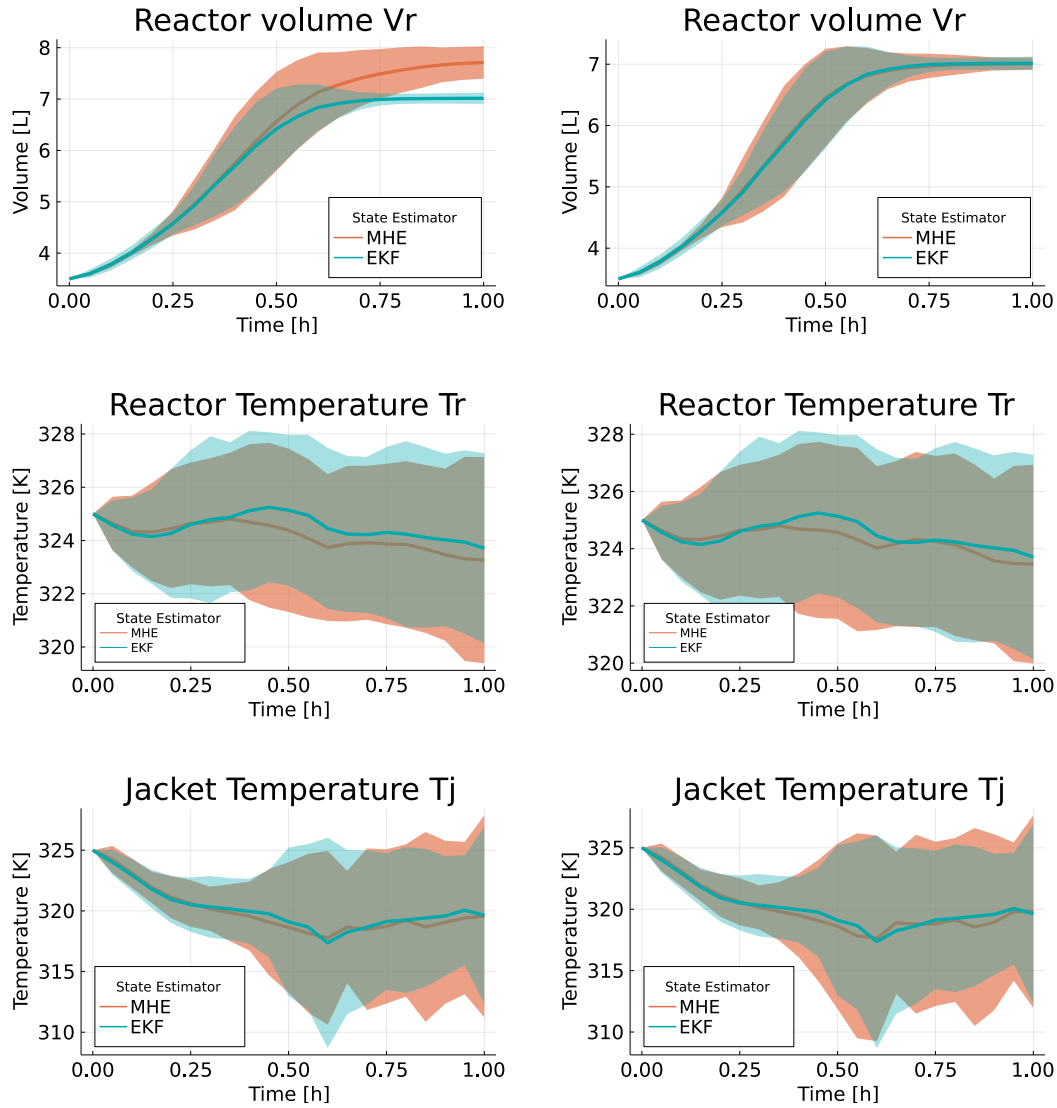 Reactor volume Vr
Volume [L]
8
7
6
5
4
0.00 0.25 0.50 0.75 1.00
Time [h]
State Estimator
MHE
EKF
Reactor volume Vr
Volume [L]
7
6
5
4
0.00 0.25 0.50 0.75 1.00
Time [h]
State Estimator
MHE
EKF
Reactor Temperature Tr
Temperature [K]
328
326
324
322
320
0.00 0.25 0.50 0.75 1.00
Time [h]
State Estimator
MHE
EKF
Reactor Temperature Tr
Temperature [K]
328
326
324
322
320
0.00 0.25 0.50 0.75 1.00
Time [h]
State Estimator
MHE
EKF
Jacket Temperature Tj
Temperature [K]
325
320
315
310
0.00 0.25 0.50 0.75 1.00
Time [h]
State Estimator
MHE
EKF
Jacket Temperature Tj
Temperature [K]
325
320
315
310
0.00 0.25 0.50 0.75 1.00
Time [h]
State Estimator
MHE
EKF